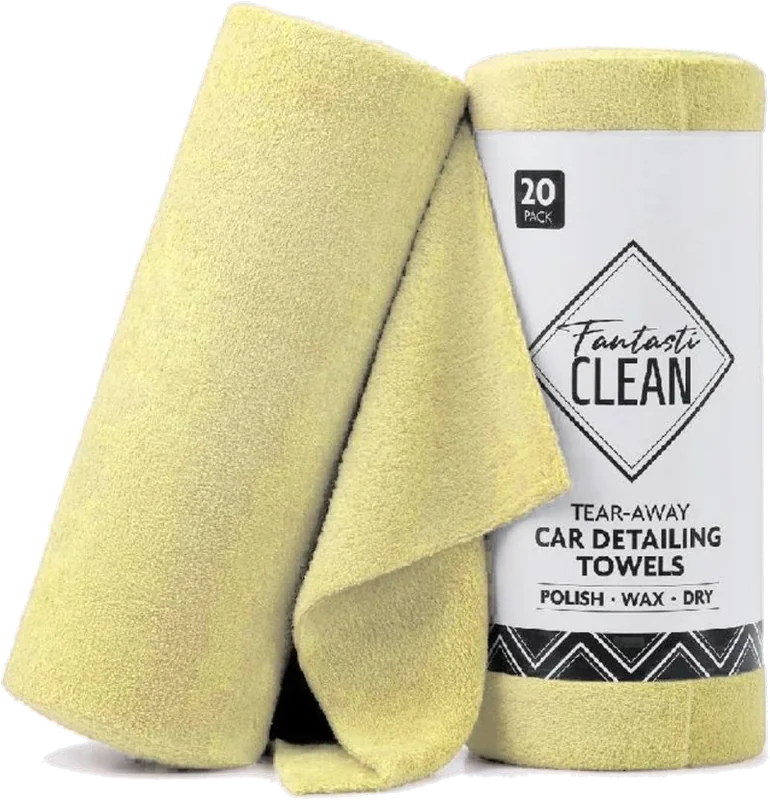 20
PACK
Fantasti
CLEAN
TEAR-AWAY
CAR DETAILING
TOWELS
POLISH · WAX · DRY